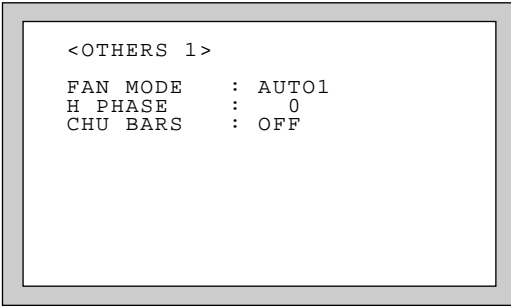 <OTHERS 1>
FAN MODE : AUTO1
H PHASE : 0
CHU BARS : OFF